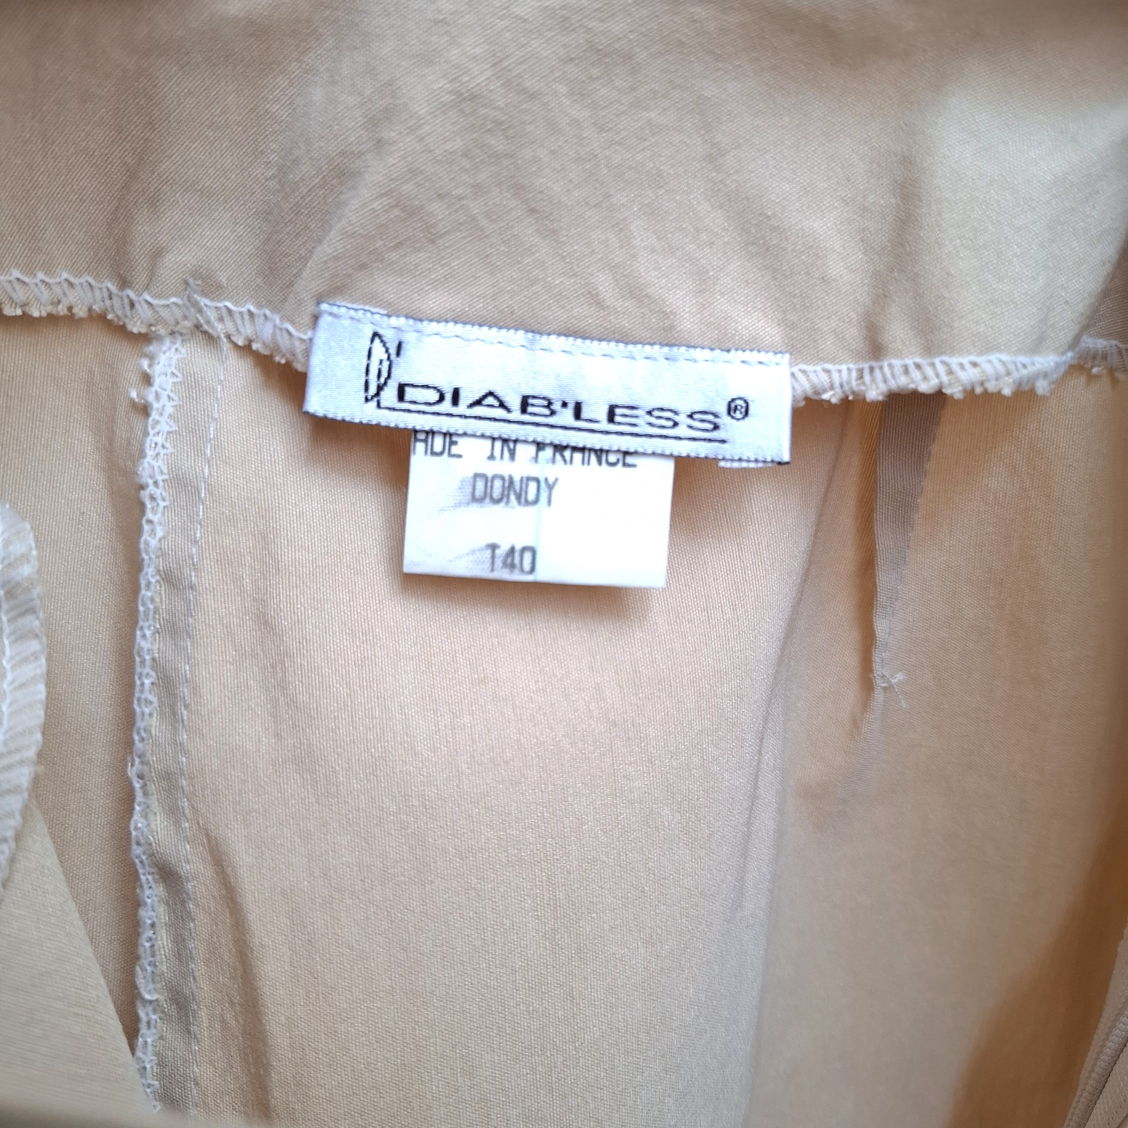 DIAB'LESS®
ADE IN FRANCE
DONDY
T40